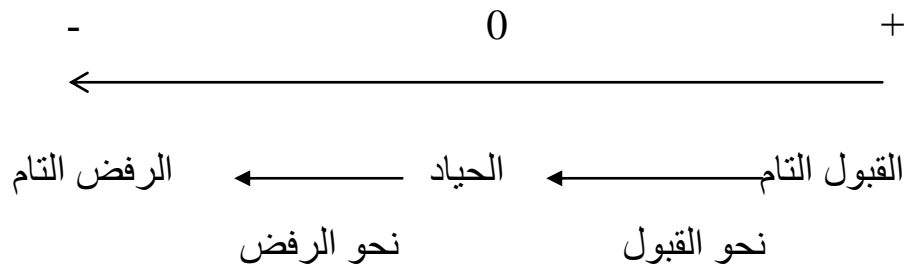 + 0 -
القبول التام الحياد الرفض التام
نحو القبول نحو الرفض